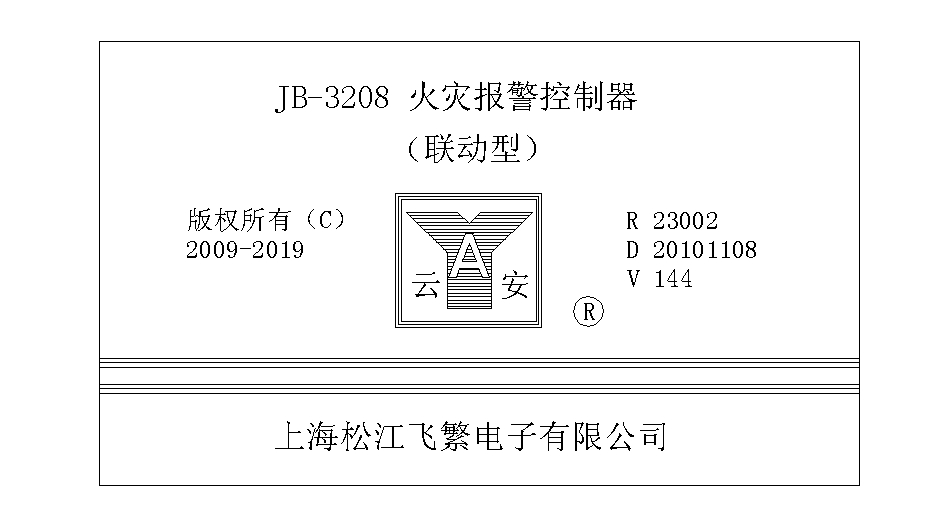 JB-3208 火灾报警控制器
（联动型）
版权所有（C）
2009-2019
云 A 安
®
R 23002
D 20101108
V 144
上海松江飞繁电子有限公司